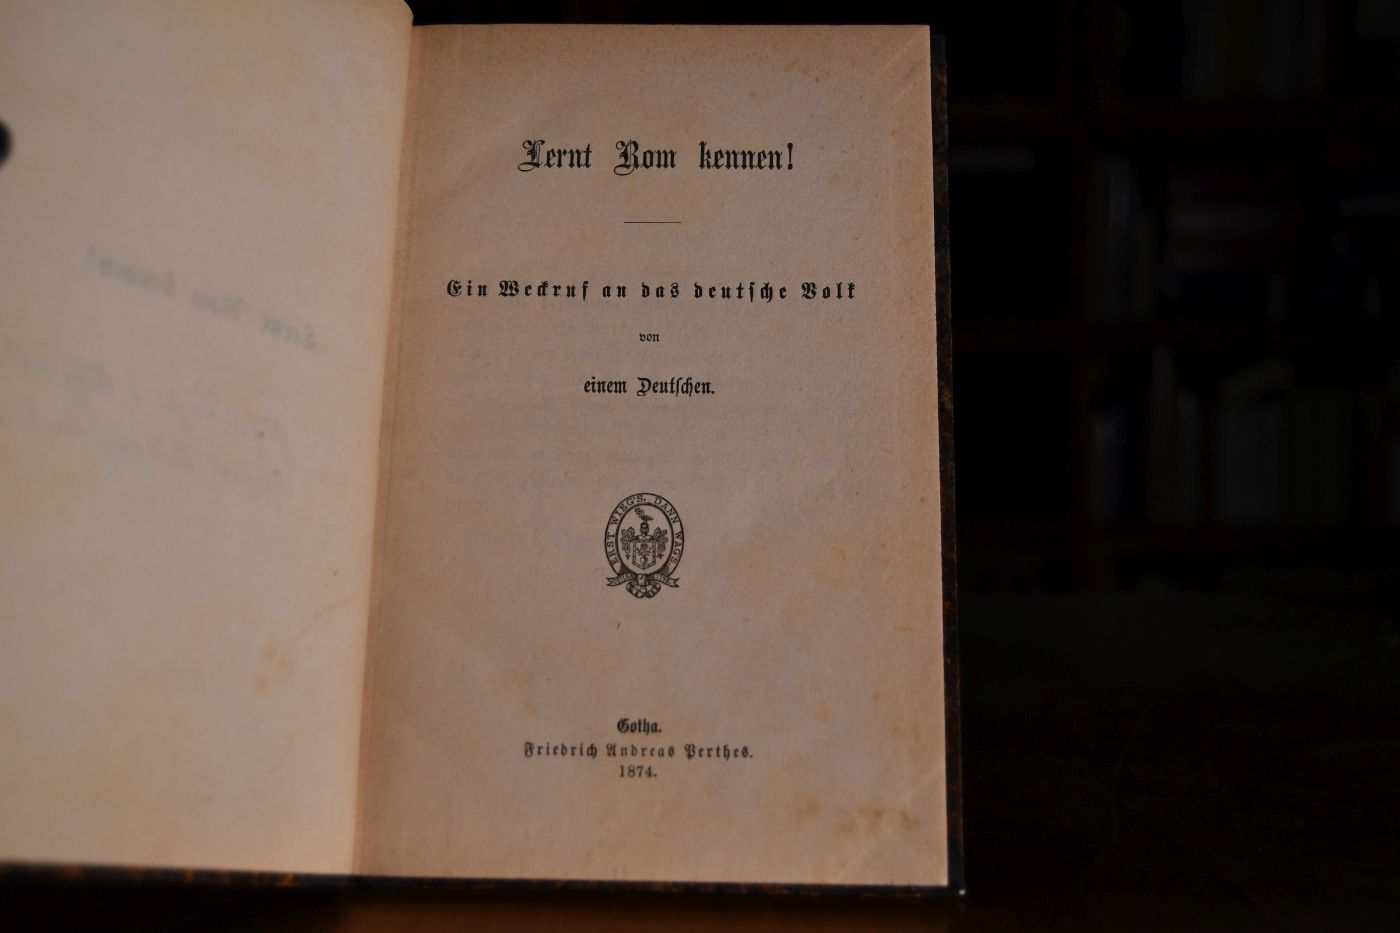 Lernt Rom kennen!
Ein Weckruf an das deutſche Volk
von
einem Deutſchen.
ERST WIEG'S, DANN WAG'S
Gotha.
Friedrich Andreas Perthes.
1874.